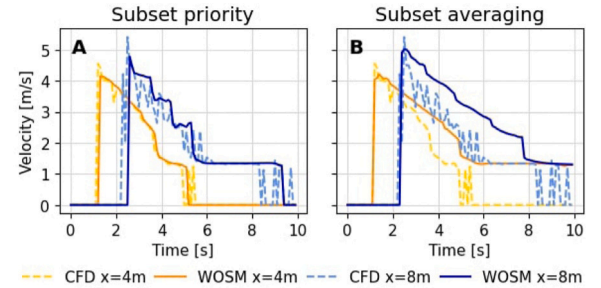 Subset priority
Subset averaging
A
B
Velocity [m/s]
5
4
3
2
1
0
0 2 4 6 8 10
0 2 4 6 8 10
Time [s]
Time [s]
CFD x=4m WOSM x=4m CFD x=8m WOSM x=8m